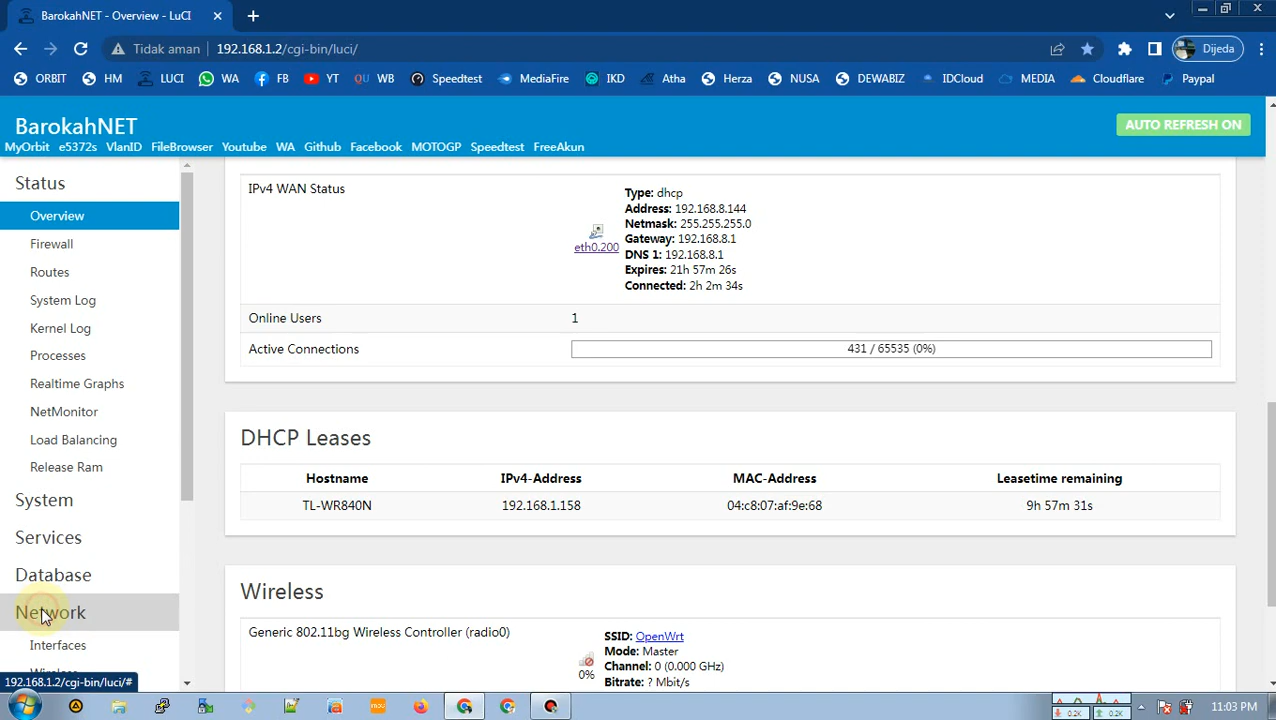 BarokahNET - Overview - LuCI
Tidak aman 192.168.1.2/cgi-bin/luci/ Dijeda
ORBIT HM LUCI WA FB YT WB Speedtest MediaFire IKD Atha Herza NUSA DEWABIZ IDCloud MEDIA Cloudflare Paypal
BarokahNET AUTO REFRESH ON
MyOrbit e5372s VlanID FileBrowser Youtube WA Github Facebook MOTOGP Speedtest FreeAkun
Status
Overview
Firewall
Routes
System Log
Kernel Log
Processes
Realtime Graphs
NetMonitor
Load Balancing
Release Ram
System
Services
Database
Network
Interfaces
192.168.1.2/cgi-bin/luci/#
IPv4 WAN Status
eth0.200
Type: dhcp
Address: 192.168.8.144
Netmask: 255.255.255.0
Gateway: 192.168.8.1
DNS 1: 192.168.8.1
Expires: 21h 57m 26s
Connected: 2h 2m 34s
Online Users 1
Active Connections 431 / 65535 (0%)
DHCP Leases
Hostname IPv4-Address MAC-Address Leasetime remaining
TL-WR840N 192.168.1.158 04:c8:07:af:9e:68 9h 57m 31s
Wireless
Generic 802.11bg Wireless Controller (radio0)
0%
SSID: OpenWrt
Mode: Master
Channel: 0 (0.000 GHz)
Bitrate: ? Mbit/s
0.2K 0.2K 11:03 PM